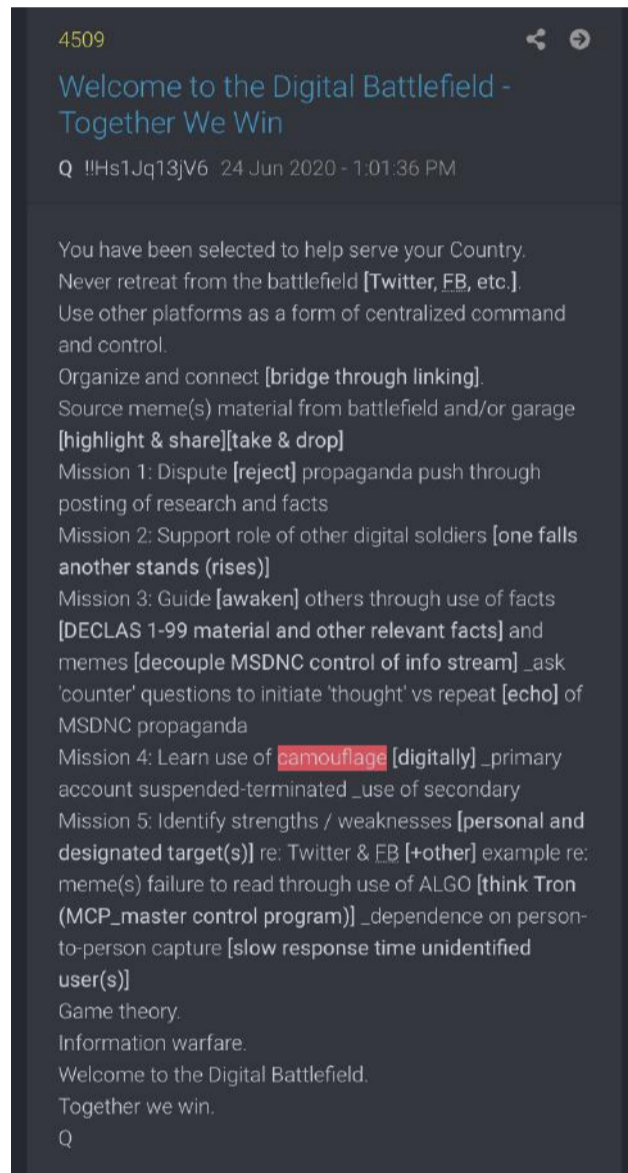 4509
Welcome to the Digital Battlefield -
Together We Win
Q !!Hs1Jq13jV6 24 Jun 2020 - 1:01:36 PM
You have been selected to help serve your Country.
Never retreat from the battlefield [Twitter, FB, etc.].
Use other platforms as a form of centralized command
and control.
Organize and connect [bridge through linking].
Source meme(s) material from battlefield and/or garage
[highlight & share][take & drop]
Mission 1: Dispute [reject] propaganda push through
posting of research and facts
Mission 2: Support role of other digital soldiers [one falls
another stands (rises)]
Mission 3: Guide [awaken] others through use of facts
[DECLAS 1-99 material and other relevant facts] and
memes [decouple MSDNC control of info stream] _ask
'counter' questions to initiate 'thought' vs repeat [echo] of
MSDNC propaganda
Mission 4: Learn use of camouflage [digitally] _primary
account suspended-terminated _use of secondary
Mission 5: Identify strengths / weaknesses [personal and
designated target(s)] re: Twitter & FB [+other] example re:
meme(s) failure to read through use of ALGO [think Tron
(MCP_master control program)] _dependence on person-
to-person capture [slow response time unidentified
user(s)]
Game theory.
Information warfare.
Welcome to the Digital Battlefield.
Together we win.
Q